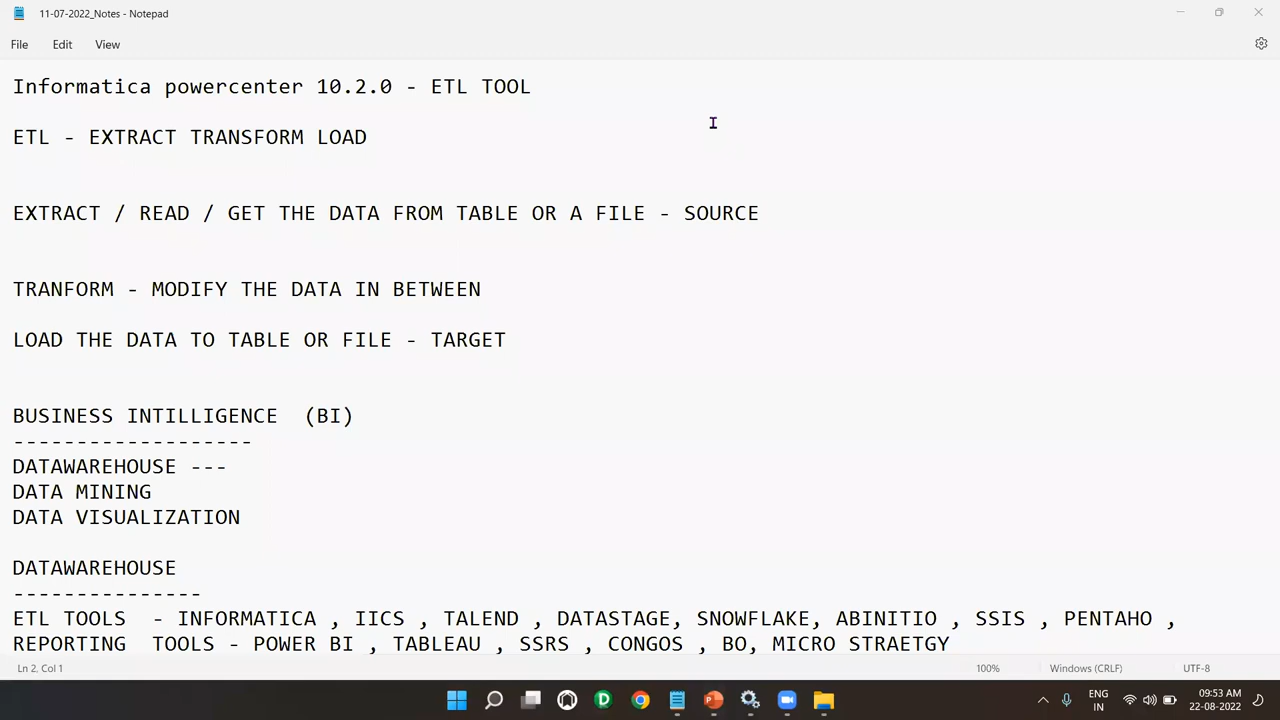 11-07-2022_Notes - Notepad
File Edit View
Informatica powercenter 10.2.0 - ETL TOOL
ETL - EXTRACT TRANSFORM LOAD
EXTRACT / READ / GET THE DATA FROM TABLE OR A FILE - SOURCE
TRANFORM - MODIFY THE DATA IN BETWEEN
LOAD THE DATA TO TABLE OR FILE - TARGET
BUSINESS INTILLIGENCE  (BI)
-------------------
DATAWAREHOUSE ---
DATA MINING
DATA VISUALIZATION
DATAWAREHOUSE
---------------
ETL TOOLS  - INFORMATICA , IICS , TALEND , DATASTAGE, SNOWFLAKE, ABINITIO , SSIS , PENTAHO ,
REPORTING  TOOLS - POWER BI , TABLEAU , SSRS , CONGOS , BO, MICRO STRAETGY
Ln 2, Col 1 100% Windows (CRLF) UTF-8
ENG 09:53 AM
IN 22-08-2022